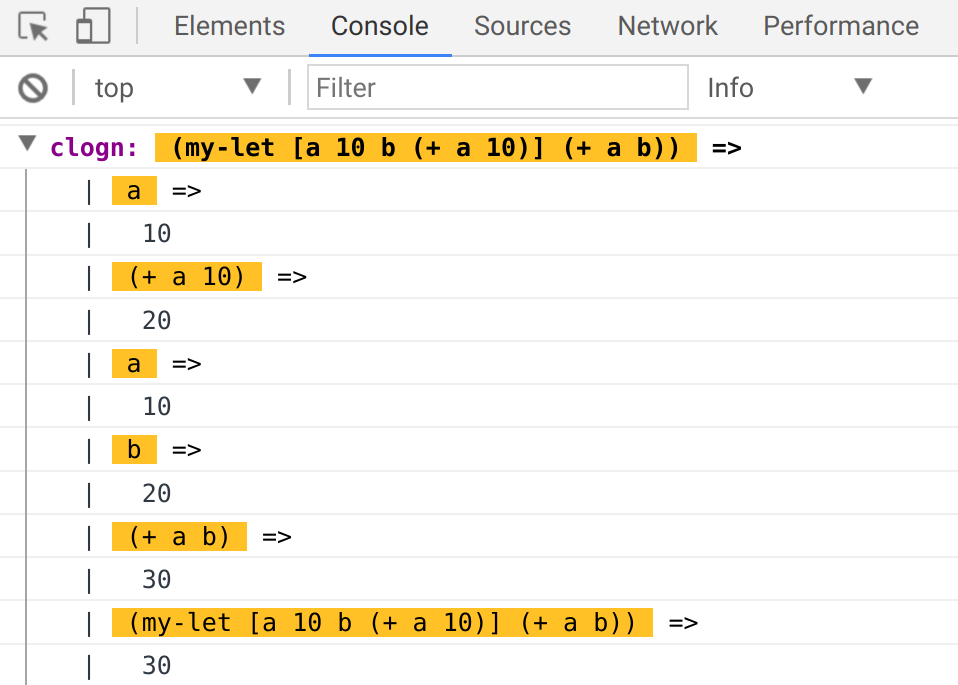 Elements Console Sources Network Performance
top Filter Info
clogn: (my-let [a 10 b (+ a 10)] (+ a b)) =>
| a =>
| 10
| (+ a 10) =>
| 20
| a =>
| 10
| b =>
| 20
| (+ a b) =>
| 30
| (my-let [a 10 b (+ a 10)] (+ a b)) =>
| 30